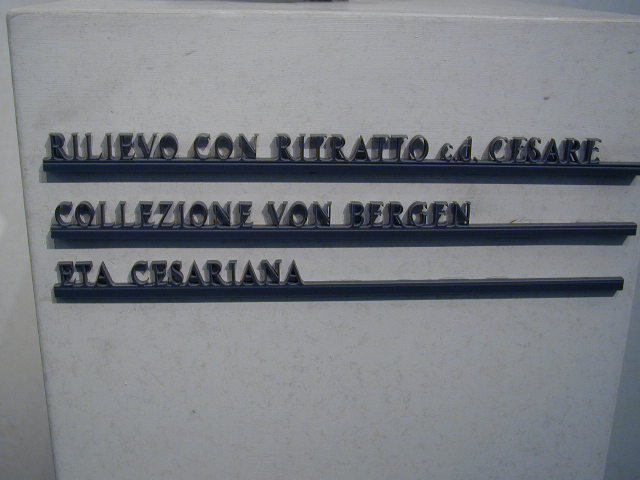 RILIEVO CON RITRATTO c.d. CESARE
COLLEZIONE VON BERGEN
ETA CESARIANA